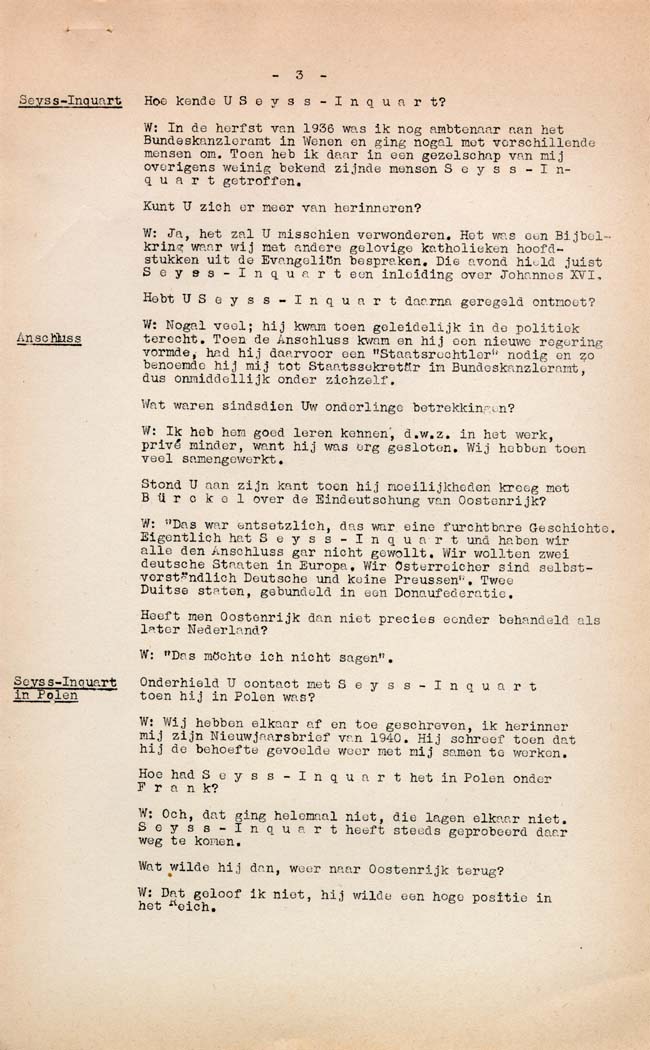 - 3 -
Seyss-Inquart
Hoe kende U S e y s s - I n q u a r t?
W: In de herfst van 1936 was ik nog ambtenaar aan het
Bundeskanzleramt in Wenen en ging nogal met verschillende
mensen om. Toen heb ik daar in een gezelschap van mij
overigens weinig bekend zijnde mensen S e y s s - I n-
q u a r t getroffen.
Kunt U zich er meer van herinneren?
W: Ja, het zal U misschien verwonderen. Het was een Bijbel-
kring waar wij met andere gelovige katholieken hoofd-
stukken uit de Evangeliën bespraken. Die avond hield juist
S e y s s - I n q u a r t een inleiding over Johannes XVI.
Hebt U S e y s s - I n q u a r t daarna geregeld ontmoet?
Anschluss
W: Nogal veel; hij kwam toen geleidelijk in de politiek
terecht. Toen de Anschluss kwam en hij een nieuwe regering
vormde, had hij daarvoor een "Staatsrechtler" nodig en zo
benoemde hij mij tot Staatssekretär im Bundeskanzleramt,
dus onmiddellijk onder zichzelf.
Wat waren sindsdien Uw onderlinge betrekkingen?
W: Ik heb hem goed leren kennen, d.w.z. in het werk,
privé minder, want hij was erg gesloten. Wij hebben toen
veel samengewerkt.
Stond U aan zijn kant toen hij moeilijkheden kreeg met
B ü r c k e l over de Eindeutschung van Oostenrijk?
W: "Das war entsetzlich, das war eine furchtbare Geschichte.
Eigentlich hat S e y s s - I n q u a r t und haben wir
alle den Anschluss gar nicht gewollt. Wir wollten zwei
deutsche Staaten in Europa. Wir Österreicher sind selbst-
verständlich Deutsche und keine Preussen". Twee
Duitse staten, gebundeld in een Donaufederatie.
Heeft men Oostenrijk dan niet precies eender behandeld als
later Nederland?
W: "Das möchte ich nicht sagen".
Seyss-Inquart
in Polen
Onderhield U contact met S e y s s - I n q u a r t
toen hij in Polen was?
W: Wij hebben elkaar af en toe geschreven, ik herinner
mij zijn Nieuwjaarsbrief van 1940. Hij schreef toen dat
hij de behoefte gevoelde weer met mij samen te werken.
Hoe had S e y s s - I n q u a r t het in Polen onder
F r a n k?
W: Och, dat ging helemaal niet, die lagen elkaar niet.
S e y s s - I n q u a r t heeft steeds geprobeerd daar
weg te komen.
Wat wilde hij dan, weer naar Oostenrijk terug?
W: Dat geloof ik niet, hij wilde een hoge positie in
het Reich.